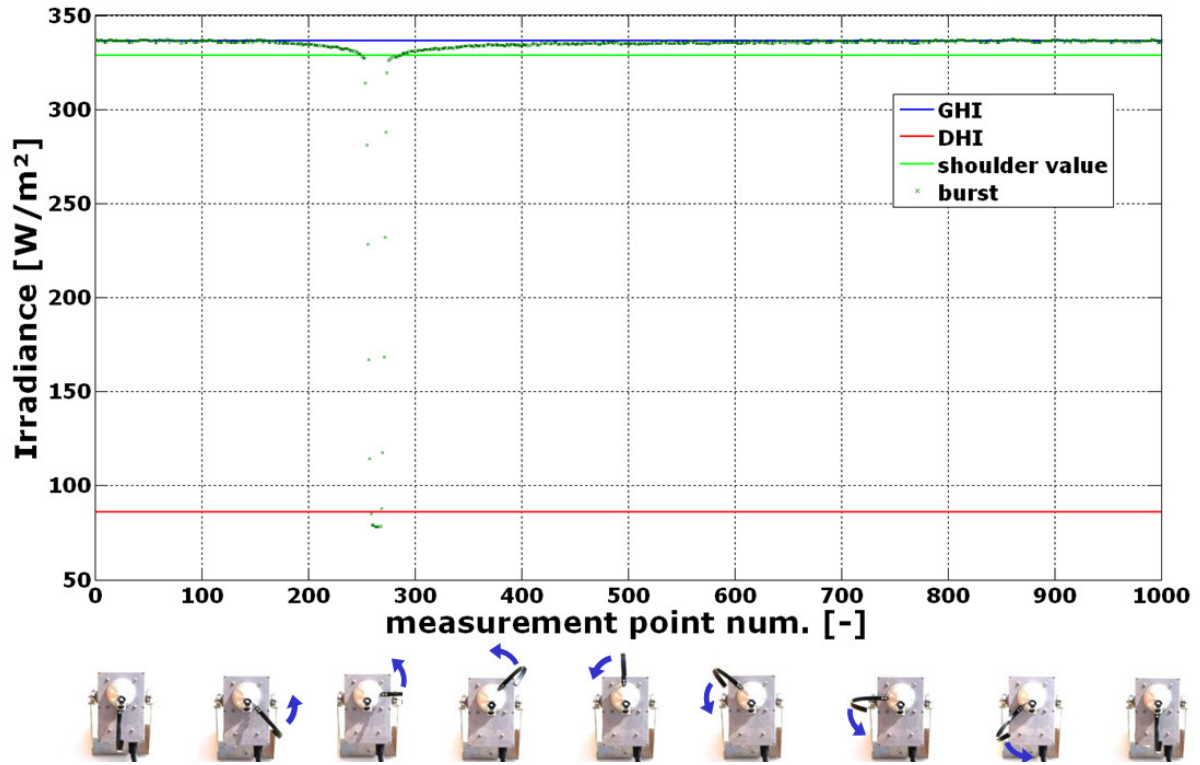 350
300
250
200
150
100
50
Irradiance [W/m²]
GHI
DHI
shoulder value
burst
0 100 200 300 400 500 600 700 800 900 1000
measurement point num. [-]